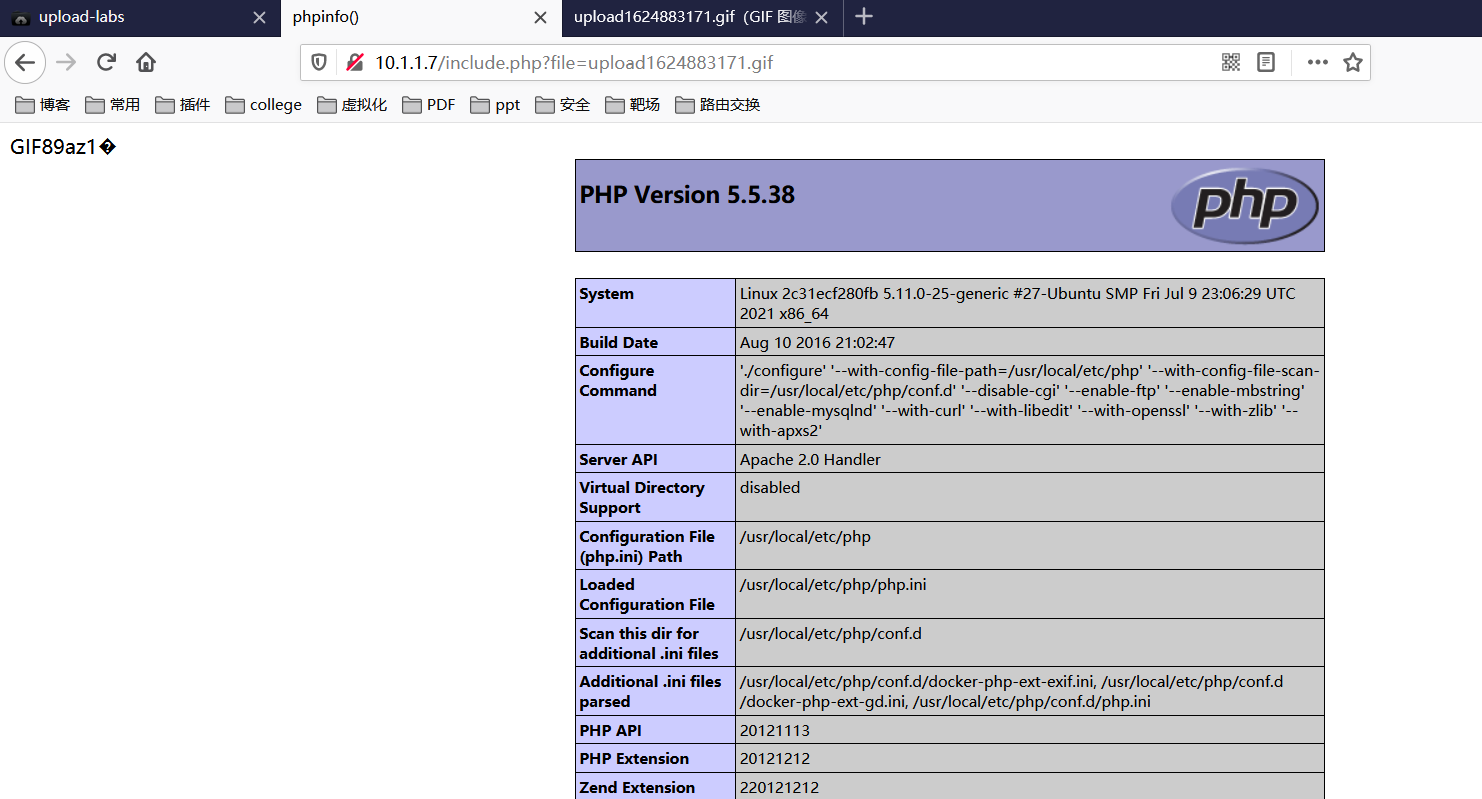 upload-labs
phpinfo()
upload1624883171.gif (GIF 图像
10.1.1.7/include.php?file=upload1624883171.gif
博客 常用 插件 college 虚拟化 PDF ppt 安全 靶场 路由交换
GIF89az1�
PHP Version 5.5.38
php
System
Linux 2c31ecf280fb 5.11.0-25-generic #27-Ubuntu SMP Fri Jul 9 23:06:29 UTC
2021 x86_64
Build Date
Aug 10 2016 21:02:47
Configure
Command
'./configure' '--with-config-file-path=/usr/local/etc/php' '--with-config-file-scan-
dir=/usr/local/etc/php/conf.d' '--disable-cgi' '--enable-ftp' '--enable-mbstring'
'--enable-mysqlnd' '--with-curl' '--with-libedit' '--with-openssl' '--with-zlib' '--
with-apxs2'
Server API
Apache 2.0 Handler
Virtual Directory
Support
disabled
Configuration File
(php.ini) Path
/usr/local/etc/php
Loaded
Configuration File
/usr/local/etc/php/php.ini
Scan this dir for
additional .ini files
/usr/local/etc/php/conf.d
Additional .ini files
parsed
/usr/local/etc/php/conf.d/docker-php-ext-exif.ini, /usr/local/etc/php/conf.d
/docker-php-ext-gd.ini, /usr/local/etc/php/conf.d/php.ini
PHP API
20121113
PHP Extension
20121212
Zend Extension
220121212